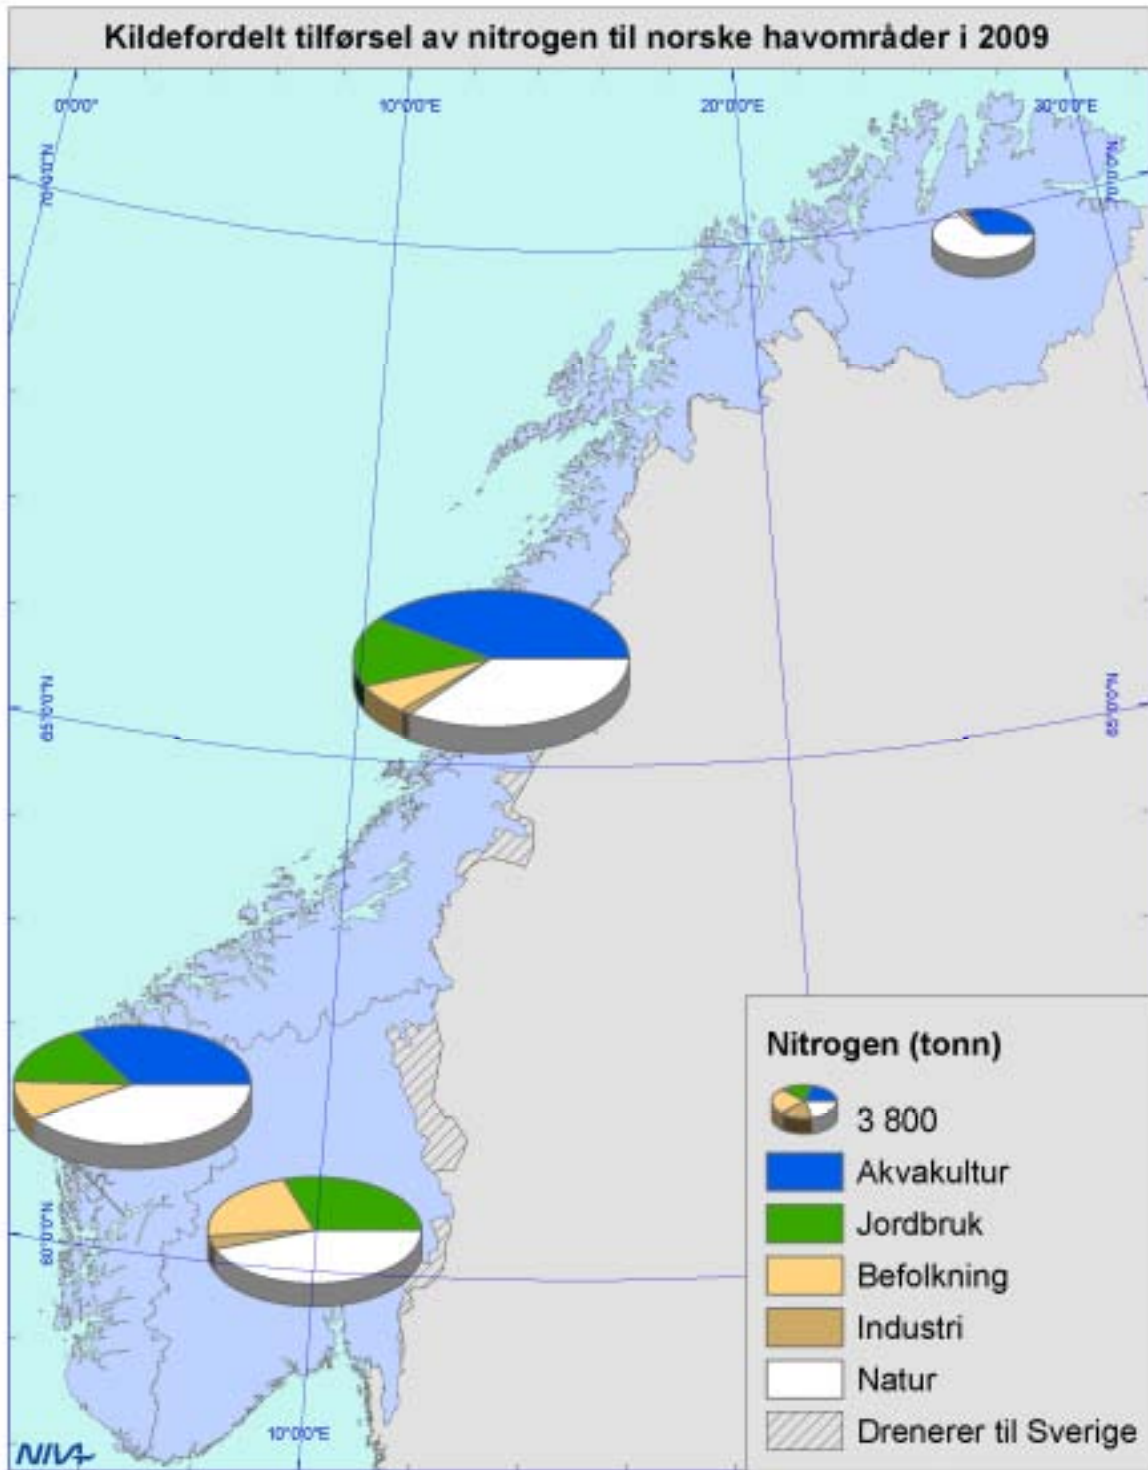 Kildefordelt tilførsel av nitrogen til norske havområder i 2009
0°0'0"
10°0'0"E
20°0'0"E
30°0'0"E
70°0'0"N
70°0'0"N
65°0'0"N
65°0'0"N
60°0'0"N
10°0'0"E
Nitrogen (tonn)
3 800
Akvakultur
Jordbruk
Befolkning
Industri
Natur
Drenerer til Sverige
NIVA